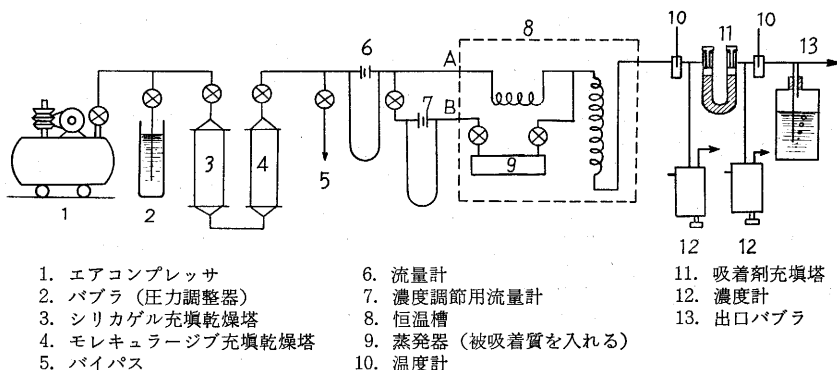 8
10
10
11
13
6
A
7
B
3
4
5
9
1
2
12
12
1. エアコンプレッサ
2. バブラ（圧力調整器）
3. シリカゲル充塡乾燥塔
4. モレキュラージブ充塡乾燥塔
5. バイパス
6. 流量計
7. 濃度調節用流量計
8. 恒温槽
9. 蒸発器（被吸着質を入れる）
10. 温度計
11. 吸着剤充塡塔
12. 濃度計
13. 出口バブラ